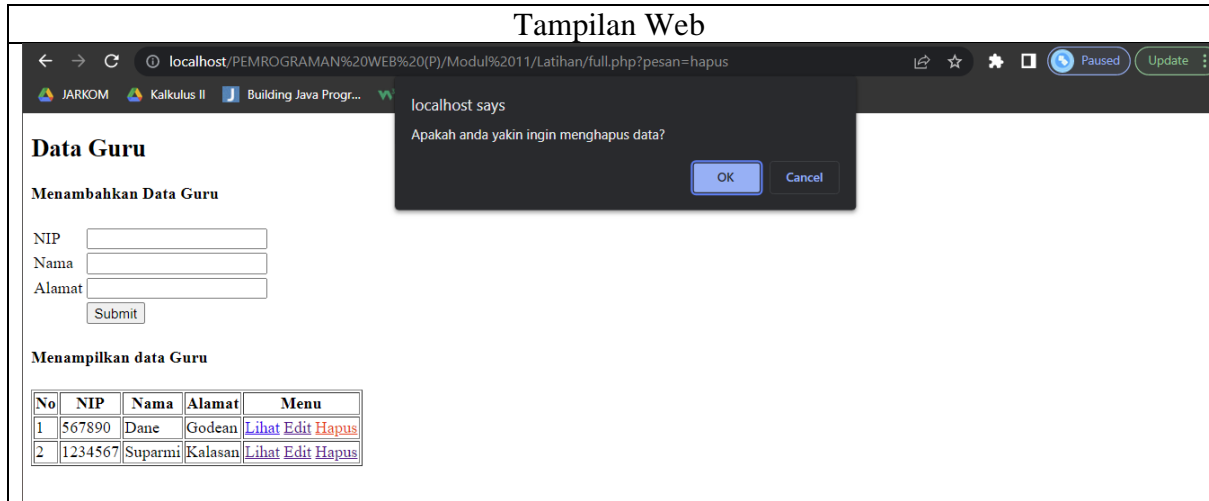 Tampilan Web
localhost/PEMROGRAMAN%20WEB%20(P)/Modul%2011/Latihan/full.php?pesan=hapus
Paused
Update
JARKOM
Kalkulus II
J
Building Java Progr...
localhost says
Apakah anda yakin ingin menghapus data?
OK
Cancel
Data Guru
Menambahkan Data Guru
NIP
Nama
Alamat
Submit
Menampilkan data Guru
No NIP Nama Alamat Menu
1 567890 Dane Godean Lihat Edit Hapus
2 1234567 Suparmi Kalasan Lihat Edit Hapus